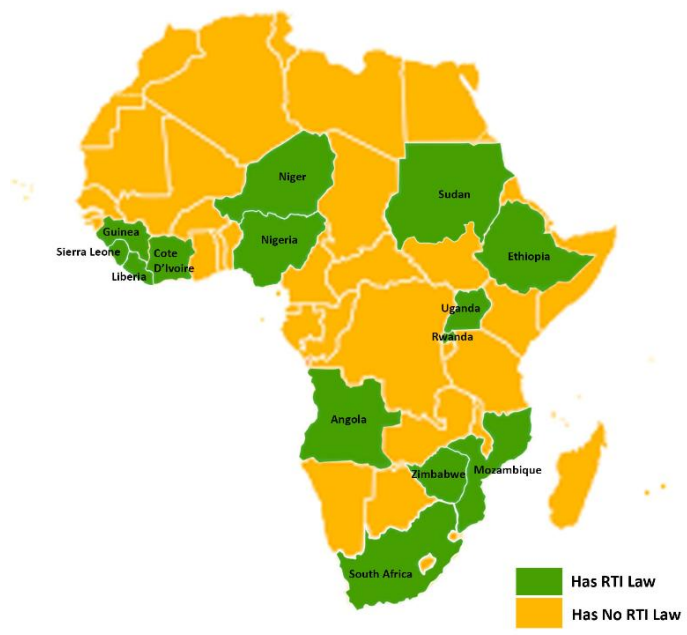 Niger
Sudan
Guinea
Nigeria
Sierra Leone
Cote
D'Ivoire
Ethiopia
Liberia
Uganda
Rwanda
Angola
Zimbabwe
Mozambique
South Africa
Has RTI Law
Has No RTI Law